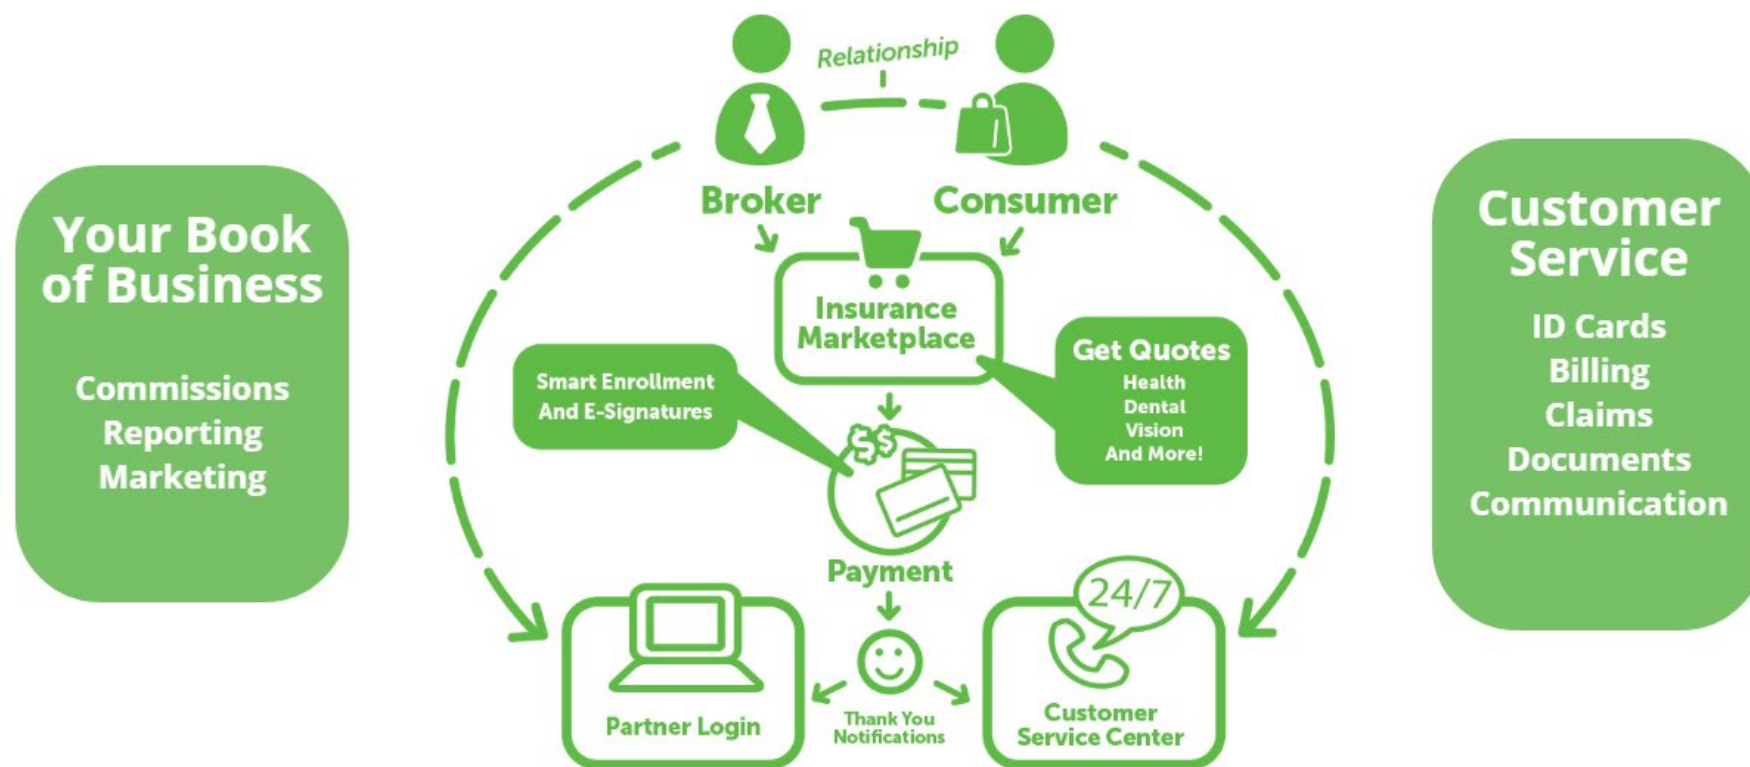 Relationship
Broker
Consumer
Your Book
of Business
Commissions
Reporting
Marketing
Insurance
Marketplace
Smart Enrollment
And E-Signatures
Get Quotes
Health
Dental
Vision
And More!
$$
Payment
Partner Login
Thank You
Notifications
24/7
Customer
Service Center
Customer
Service
ID Cards
Billing
Claims
Documents
Communication